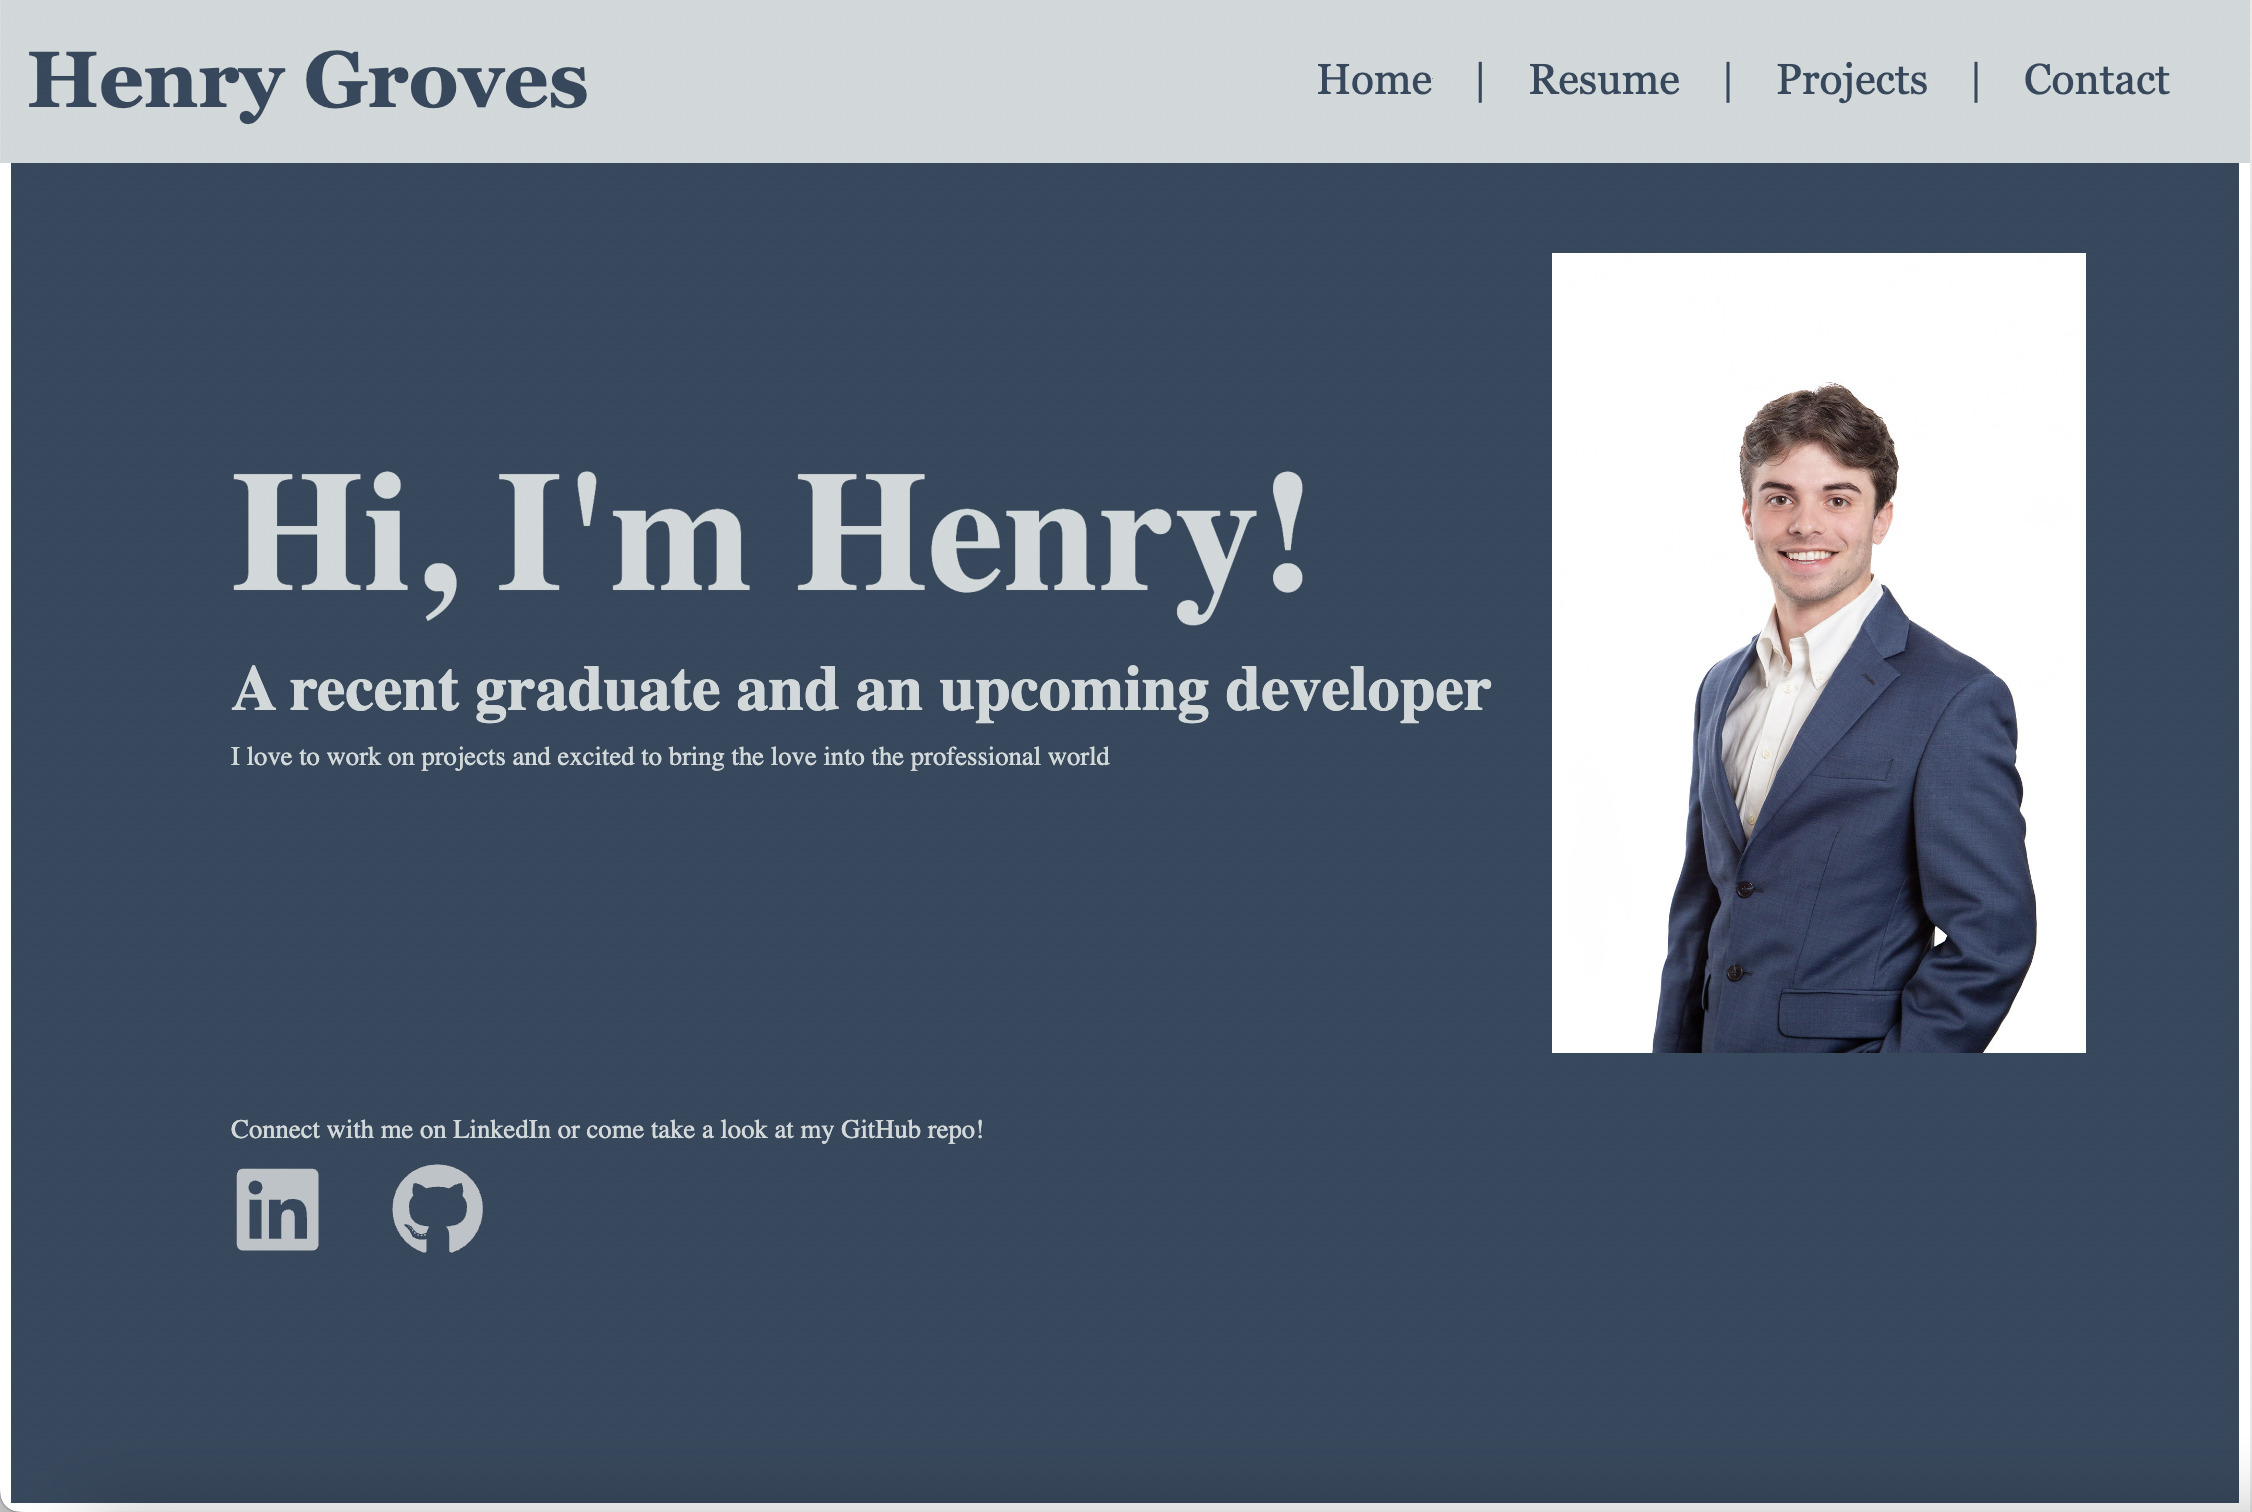 Henry Groves
Home | Resume | Projects | Contact
Hi, I'm Henry!
A recent graduate and an upcoming developer
I love to work on projects and excited to bring the love into the professional world
Connect with me on LinkedIn or come take a look at my GitHub repo!
in